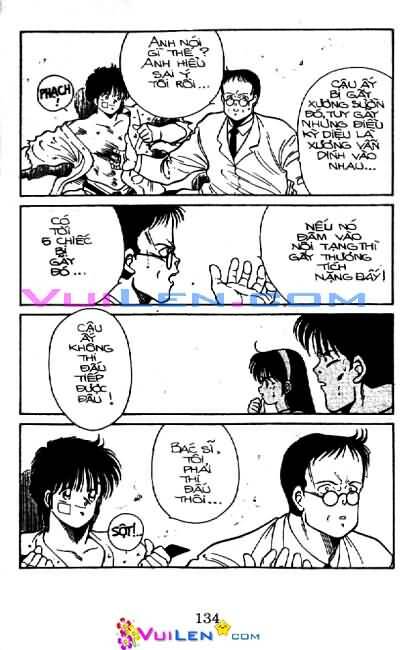 ANH NÓI
GÌ THẾ?
ANH HIỂU
SAI Ý
TÔI RỒI...
PHẠCH!
CẬU ẤY
BỊ GÃY
XƯƠNG SƯỜN
ĐÓ, TUY GÃY
NHƯNG ĐIỀU
KỲ DIỆU LÀ
XƯƠNG VẪN
DÍNH VÀO
NHAU...
CÓ
TỚI
5 CHIẾC
BỊ
GÃY
ĐÓ...
NẾU NÓ
ĐÂM VÀO
NỘI TẠNG THÌ
GÂY THƯƠNG
TÍCH
NẶNG ĐẤY!
VUILEN.COM
CẬU
ẤY
KHÔNG
THI
ĐẤU
TIẾP
ĐƯỢC
ĐÂU!
BÁC SĨ,
TÔI
PHẢI
THI
ĐẤU
THÔI...
SỘT!...
134
VUILEN.COM